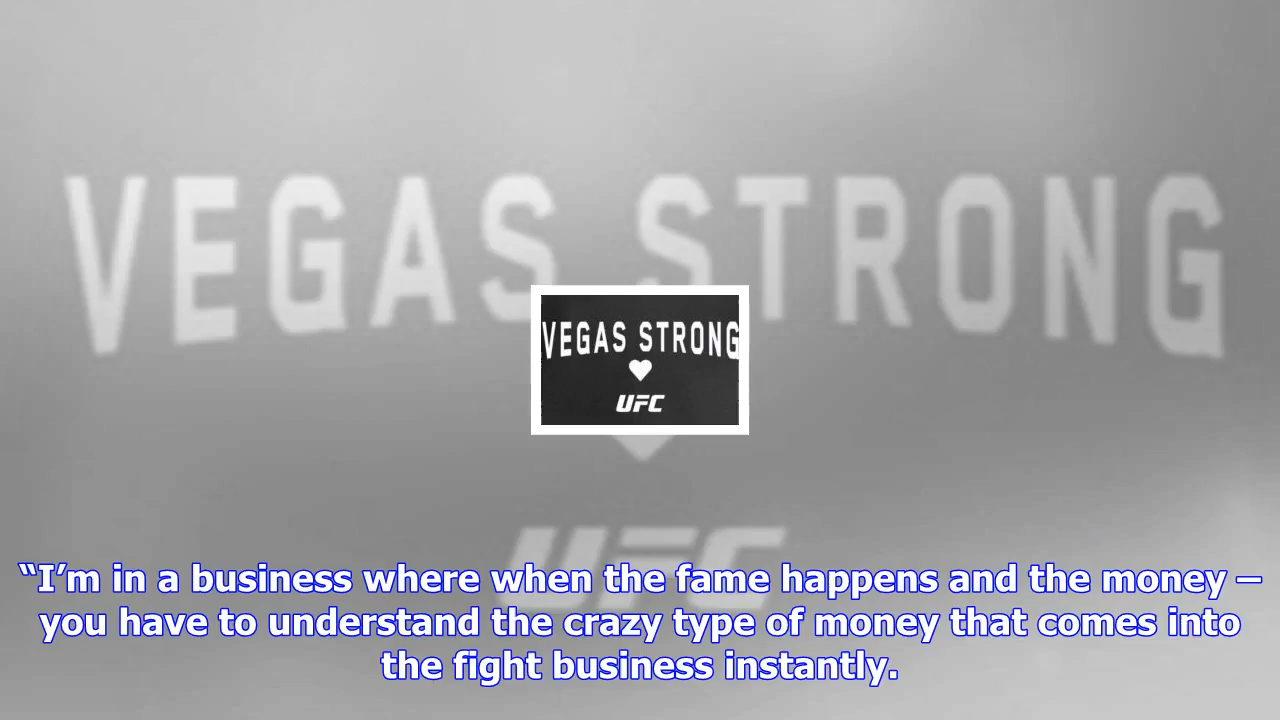 VEGAS STRONG
VEGAS STRONG
UFC
UFC
“I’m in a business where when the fame happens and the money –
you have to understand the crazy type of money that comes into
the fight business instantly.